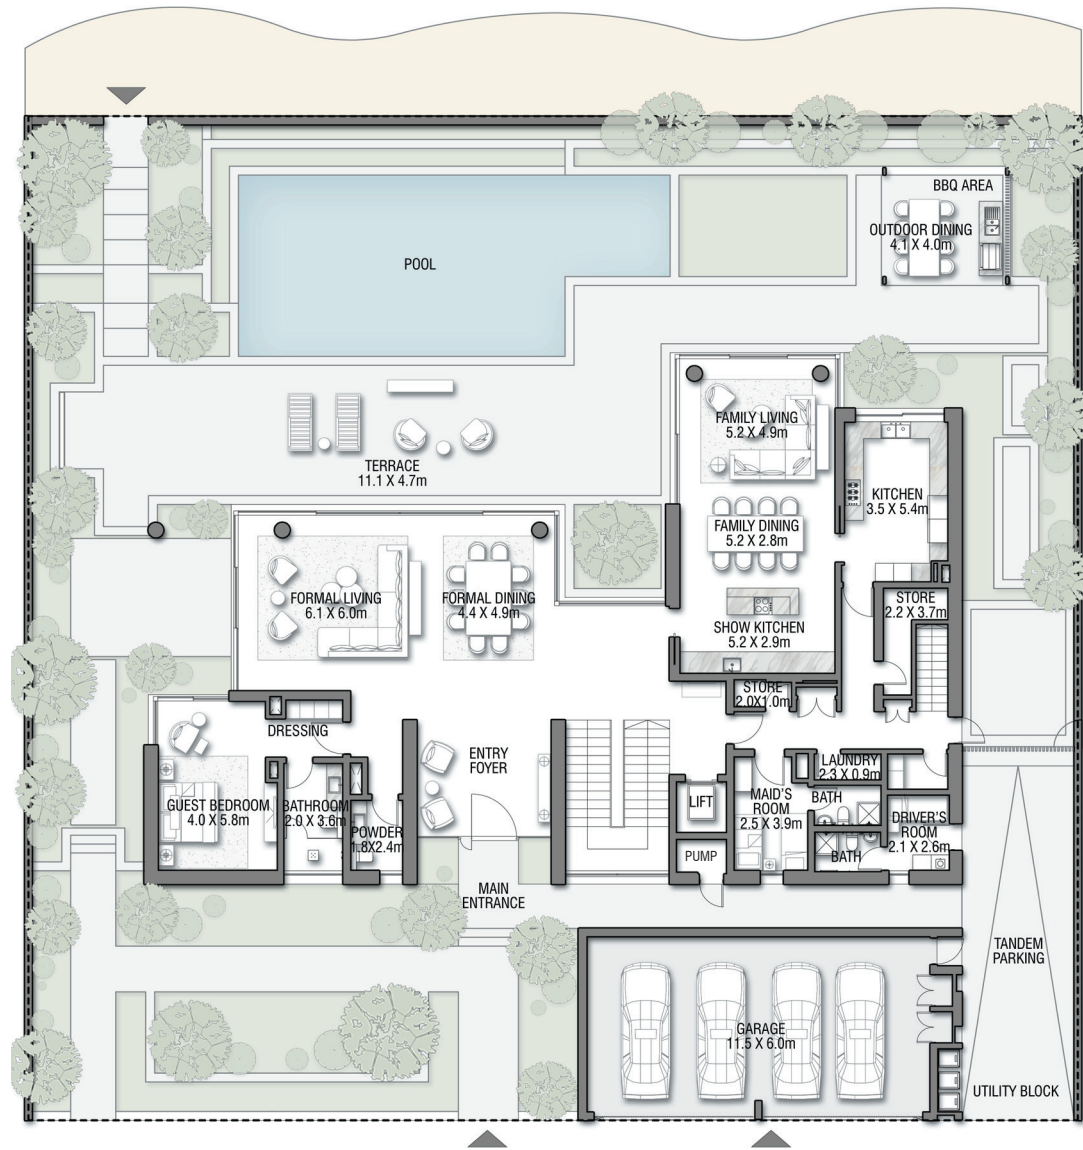 BBQ AREA
OUTDOOR DINING
4.1 X 4.0m
POOL
FAMILY LIVING
5.2 X 4.9m
TERRACE
11.1 X 4.7m
KITCHEN
3.5 X 5.4m
FAMILY DINING
5.2 X 2.8m
FORMAL LIVING
6.1 X 6.0m
FORMAL DINING
4.4 X 4.9m
STORE
2.2 X 3.7m
SHOW KITCHEN
5.2 X 2.9m
STORE
2.0X1.0m
DRESSING
ENTRY
FOYER
LAUNDRY
2.3 X 0.9m
GUEST BEDROOM
4.0 X 5.8m
BATHROOM
2.0 X 3.6m
POWDER
1.8X2.4m
LIFT
MAID'S
ROOM
2.5 X 3.9m
BATH
DRIVER'S
ROOM
2.1 X 2.6m
PUMP
BATH
MAIN
ENTRANCE
TANDEM
PARKING
GARAGE
11.5 X 6.0m
UTILITY BLOCK